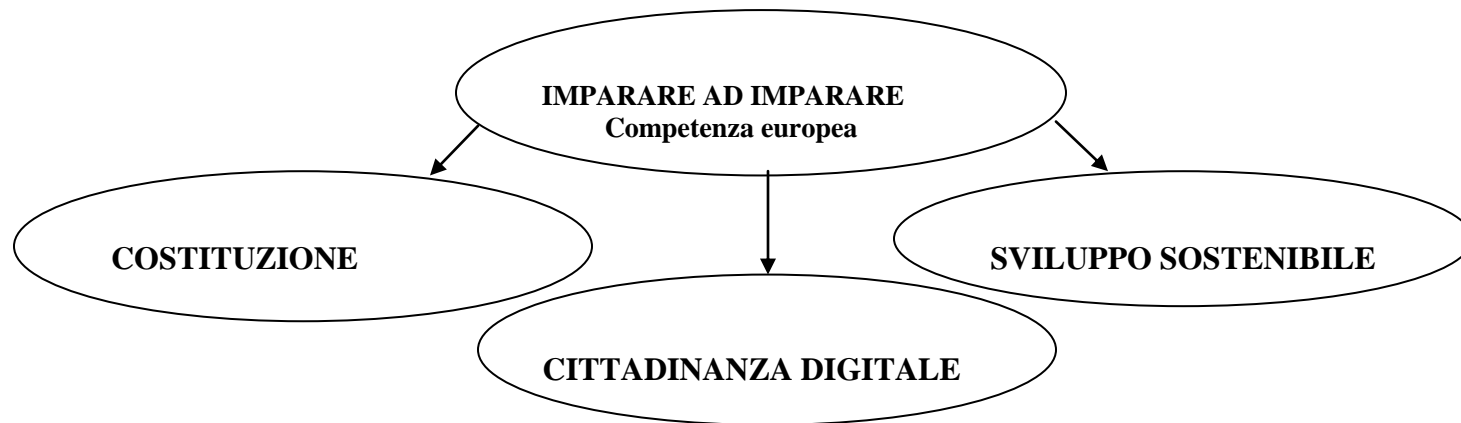 IMPARARE AD IMPARARE
Competenza europea
COSTITUZIONE
SVILUPPO SOSTENIBILE
CITTADINANZA DIGITALE